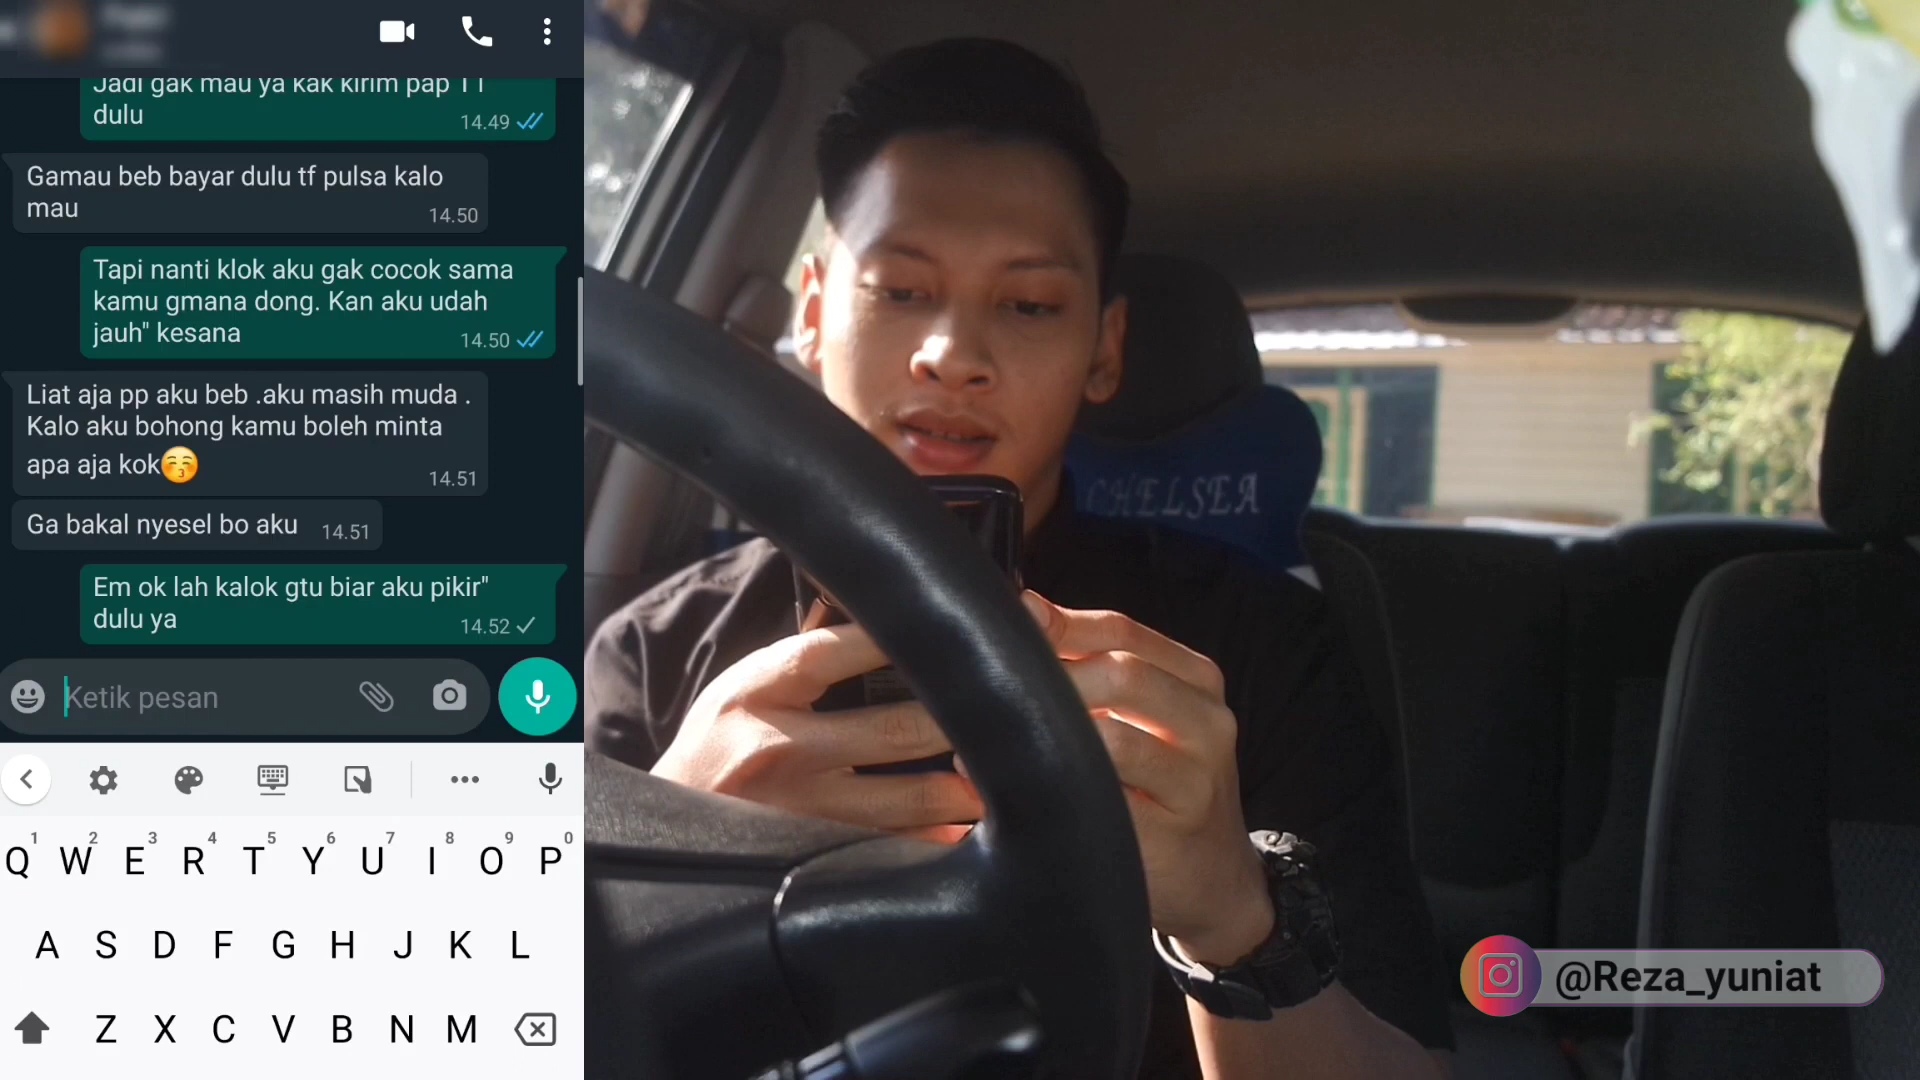 Jadi gak mau ya kak kirim pap TT
dulu
14.49
Gamau beb bayar dulu tf pulsa kalo
mau
14.50
Tapi nanti klok aku gak cocok sama
kamu gmana dong. Kan aku udah
jauh" kesana
14.50
Liat aja pp aku beb .aku masih muda .
Kalo aku bohong kamu boleh minta
apa aja kok😚
14.51
Ga bakal nyesel bo aku
14.51
Em ok lah kalok gtu biar aku pikir"
dulu ya
14.52
Ketik pesan
1 2 3 4 5 6 7 8 9 0
Q W E R T Y U I O P
A S D F G H J K L
Z X C V B N M
CHELSEA
@Reza_yuniat